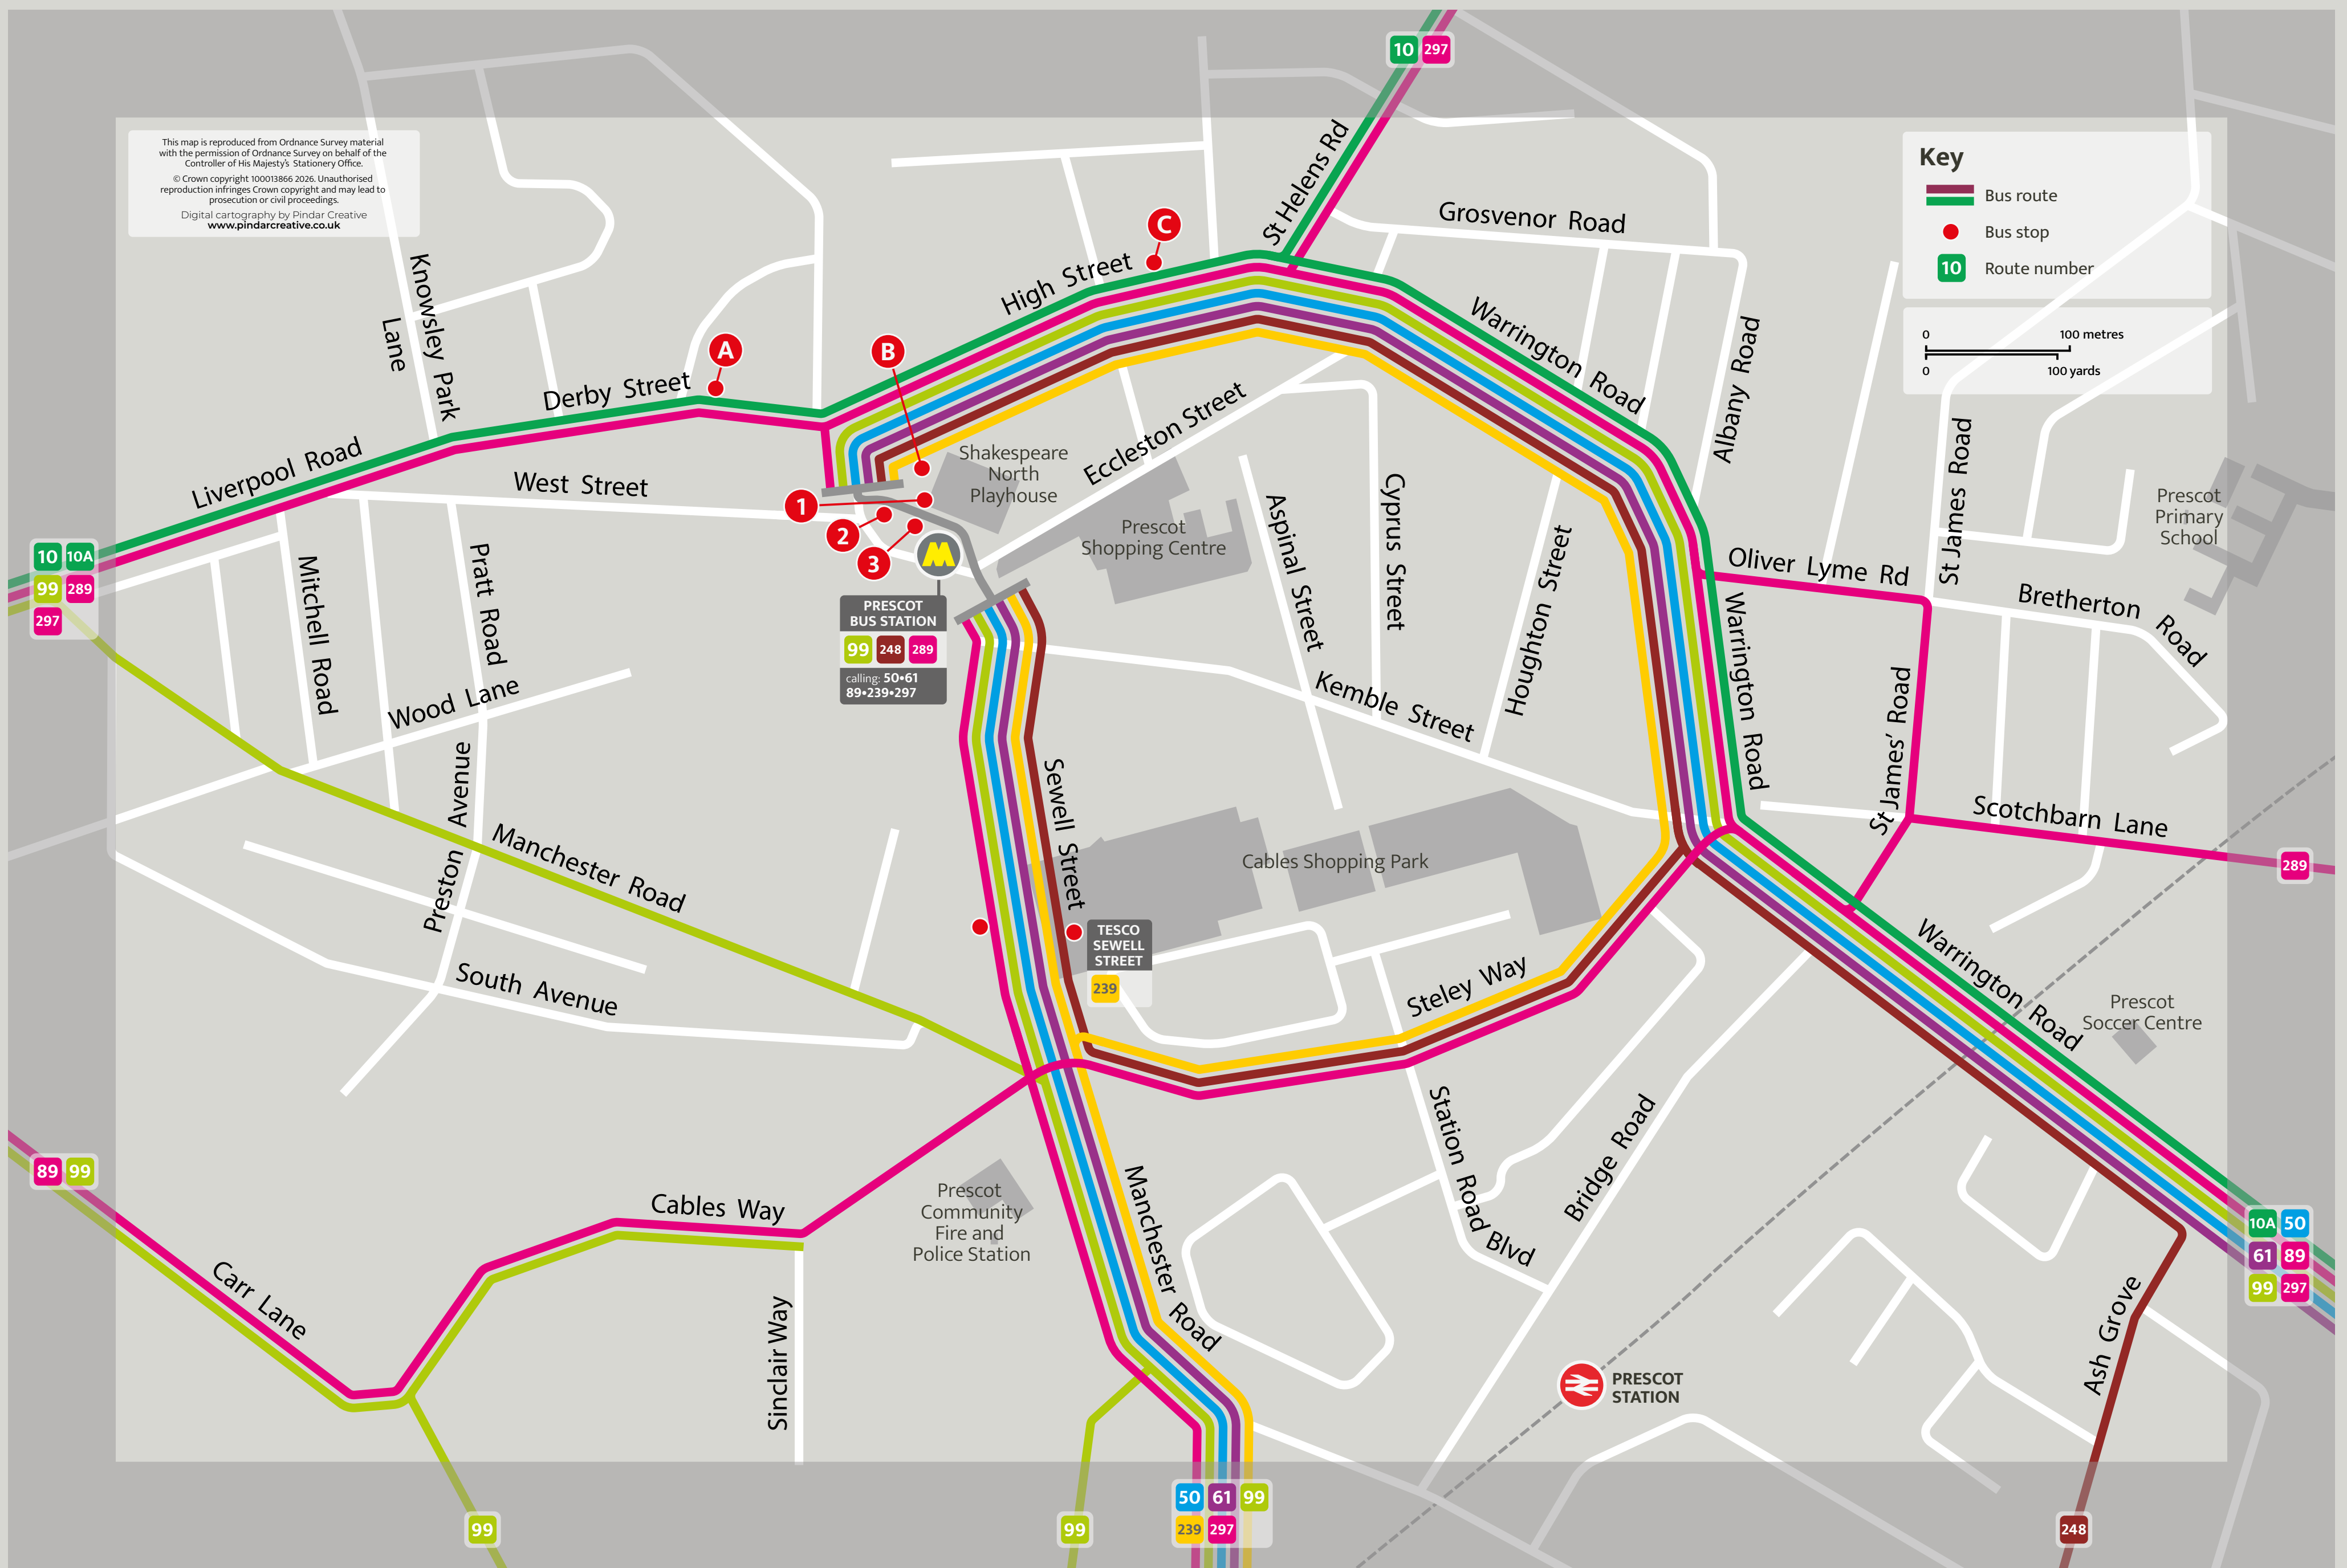 This map is reproduced from Ordnance Survey material
with the permission of Ordnance Survey on behalf of the
Controller of His Majesty's Stationery Office.
© Crown copyright 100013866 2026. Unauthorised
reproduction infringes Crown copyright and may lead to
prosecution or civil proceedings.
Digital cartography by Pindar Creative
www.pindarcreative.co.uk
10 297
Key
Bus route
Bus stop
10 Route number
0 100 metres
0 100 yards
St Helens Rd
Grosvenor Road
C
High Street
Knowsley Park
Lane
A
B
Derby Street
Warrington Road
Albany Road
Liverpool Road
West Street
Eccleston Street
Shakespeare
North
Playhouse
1
2
3
Prescot
Shopping Centre
Aspinal Street
Cyprus Street
Houghton Street
St James Road
Prescot
Primary
School
10 10A
99 289
297
Mitchell Road
Pratt Road
Oliver Lyme Rd
Bretherton Road
PRESCOT
BUS STATION
99 248 289
calling: 50•61
89•239•297
Warrington Road
Wood Lane
Kemble Street
St James' Road
Preston Avenue
Manchester Road
Sewell Street
Cables Shopping Park
Scotchbarn Lane
289
TESCO
SEWELL
STREET
239
South Avenue
Steley Way
Warrington Road
Prescot
Soccer Centre
89 99
Cables Way
Prescot
Community
Fire and
Police Station
Manchester Road
Station Road Blvd
Bridge Road
10A 50
61 89
99 297
Carr Lane
Sinclair Way
PRESCOT
STATION
Ash Grove
99
99
50 61 99
239 297
248